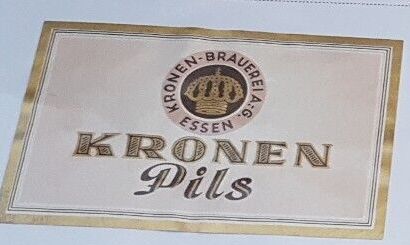 KRONEN-BRAUEREI A.-G.
ESSEN
KRONEN
Pils